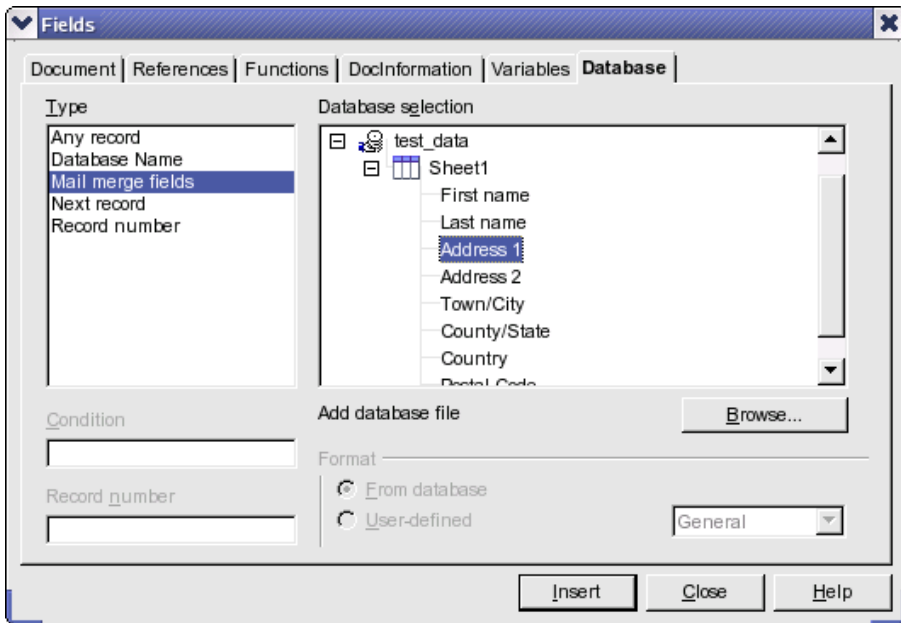 Fields
Document References Functions DocInformation Variables Database
Type
Any record
Database Name
Mail merge fields
Next record
Record number
Database selection
test_data
Sheet1
First name
Last name
Address 1
Address 2
Town/City
County/State
Country
Postal Code
Condition
Record number
Add database file
Browse...
Format
From database
User-defined
General
Insert Close Help